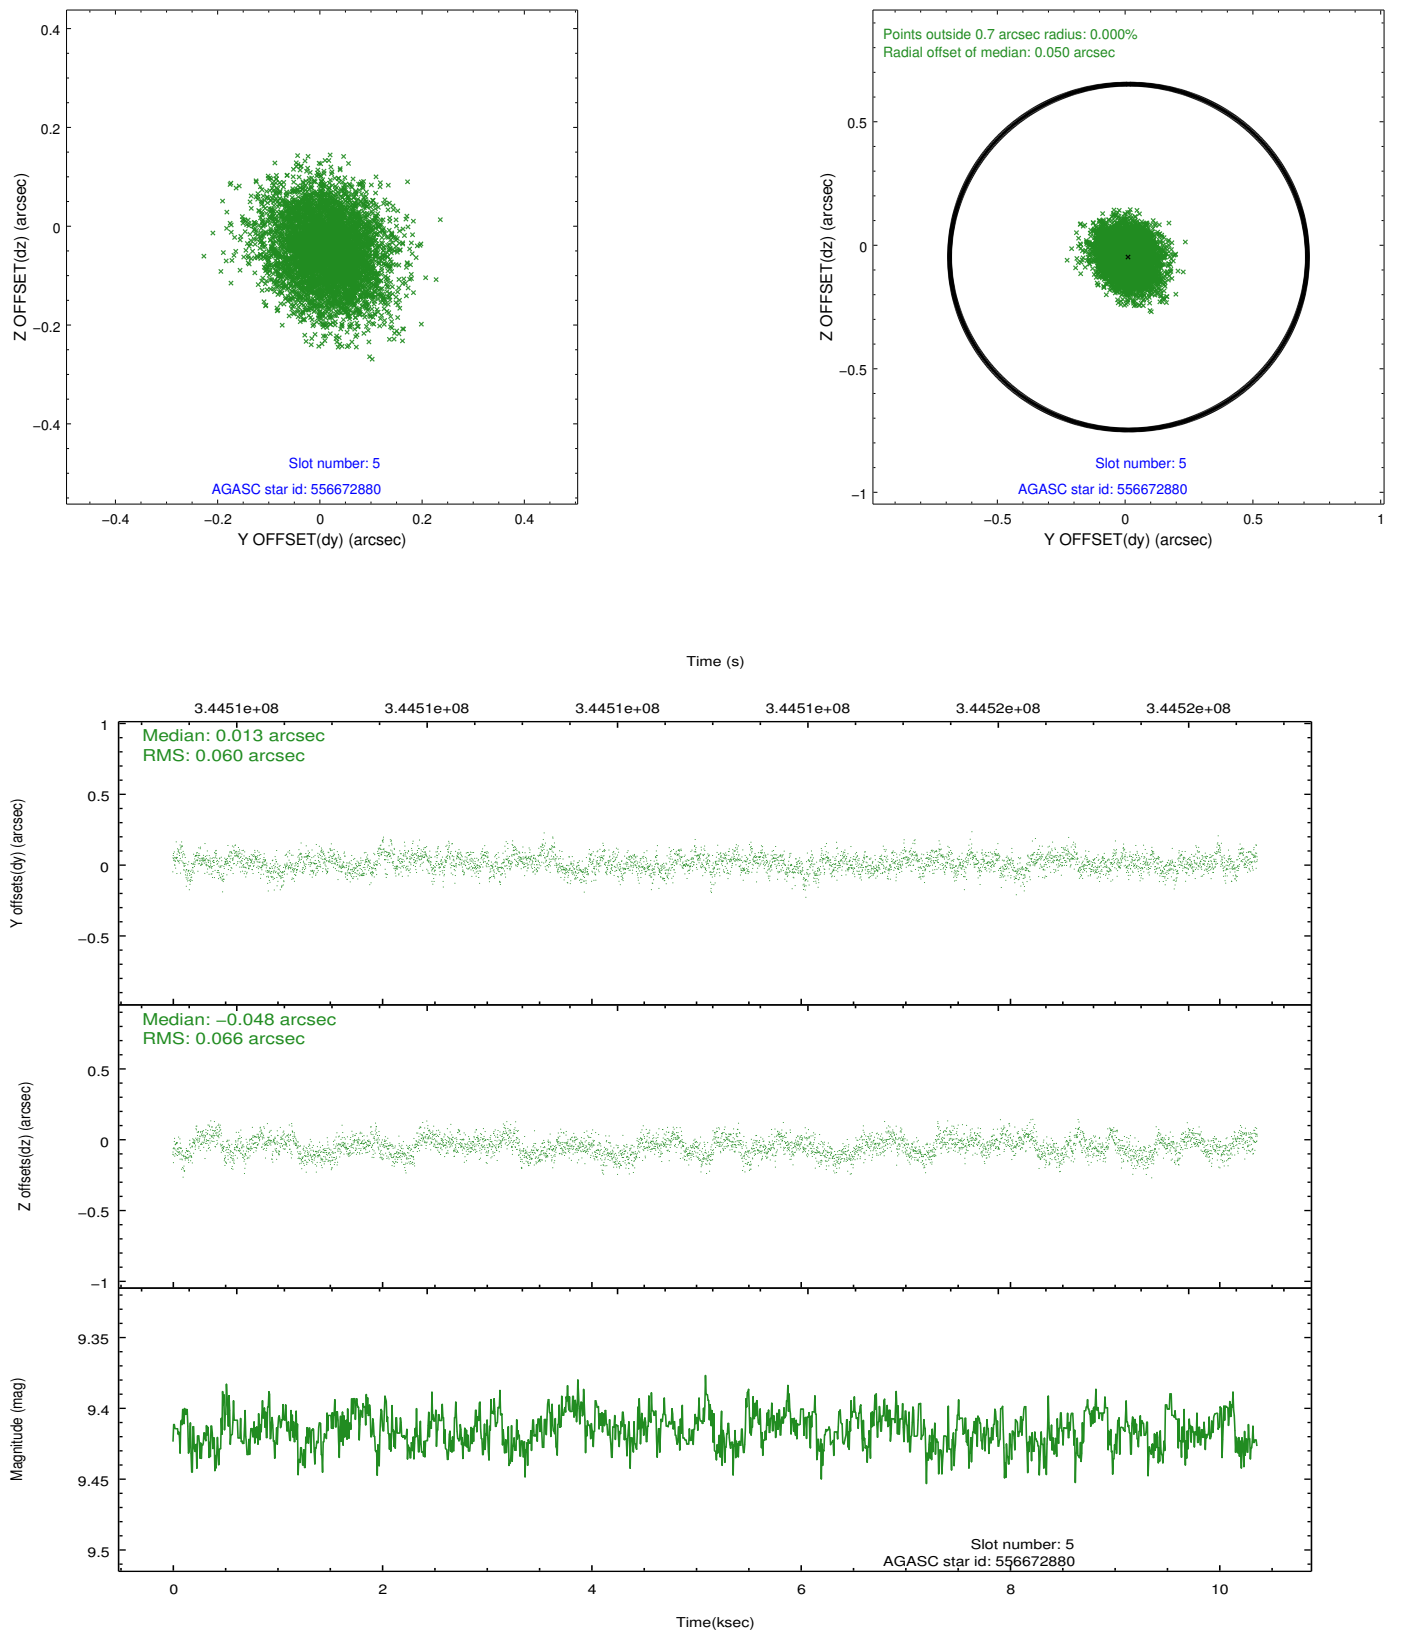 0.4
0.2
0
−0.2
−0.4
Z OFFSET(dz) (arcsec)
Slot number: 5
AGASC star id: 556672880
−0.4 −0.2 0 0.2 0.4
Y OFFSET(dy) (arcsec)
Points outside 0.7 arcsec radius: 0.000%
Radial offset of median: 0.050 arcsec
0.5
0
−0.5
−1
Z OFFSET(dz) (arcsec)
Slot number: 5
AGASC star id: 556672880
−0.5 0 0.5 1
Y OFFSET(dy) (arcsec)
Time (s)
3.4451e+08 3.4451e+08 3.4451e+08 3.4451e+08 3.4452e+08 3.4452e+08
Median: 0.013 arcsec
RMS: 0.060 arcsec
1
0.5
0
−0.5
Y offsets(dy) (arcsec)
Median: −0.048 arcsec
RMS: 0.066 arcsec
0.5
0
−0.5
−1
Z offsets(dz) (arcsec)
9.35
9.4
9.45
9.5
Magnitude (mag)
Slot number: 5
AGASC star id: 556672880
0 2 4 6 8 10
Time(ksec)